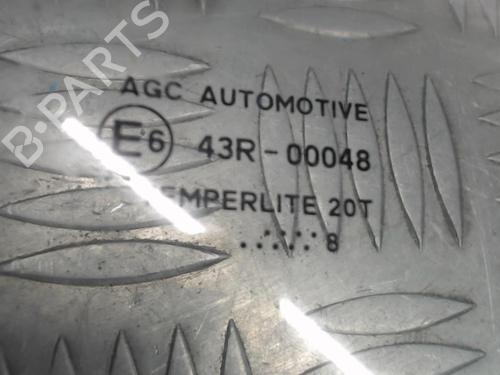 B-PARTS
AGC AUTOMOTIVE
E6 43R-00048
TEMPERLITE 20T
..:::::: 8